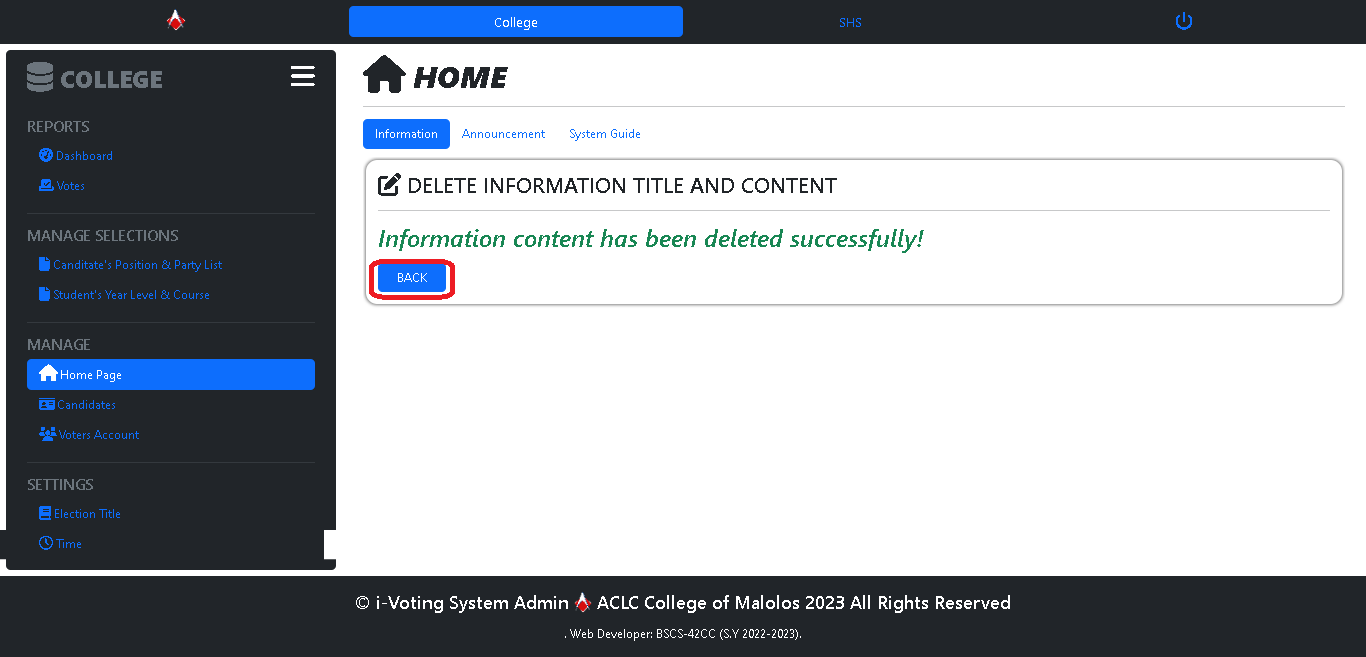 College
SHS
COLLEGE
REPORTS
Dashboard
Votes
MANAGE SELECTIONS
Canditate's Position & Party List
Student's Year Level & Course
MANAGE
Home Page
Candidates
Voters Account
SETTINGS
Election Title
Time
HOME
Information Announcement System Guide
DELETE INFORMATION TITLE AND CONTENT
Information content has been deleted successfully!
BACK
© i-Voting System Admin ACLC College of Malolos 2023 All Rights Reserved
. Web Developer: BSCS-42CC (S.Y 2022-2023).